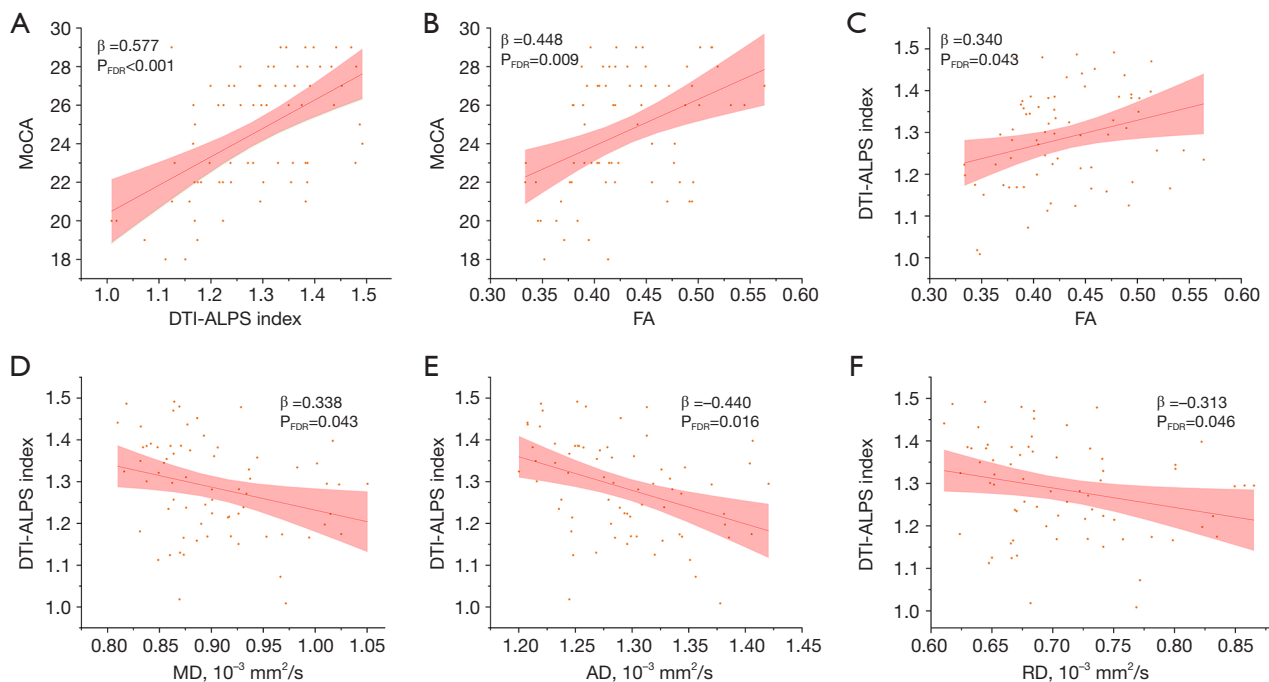 A
β=0.577
P_FDR<0.001
MoCA
30
28
26
24
22
20
18
1.0 1.1 1.2 1.3 1.4 1.5
DTI-ALPS index
B
β=0.448
P_FDR=0.009
MoCA
30
28
26
24
22
20
18
0.30 0.35 0.40 0.45 0.50 0.55 0.60
FA
C
β=0.340
P_FDR=0.043
DTI-ALPS index
1.5
1.4
1.3
1.2
1.1
1.0
0.30 0.35 0.40 0.45 0.50 0.55 0.60
FA
D
β=0.338
P_FDR=0.043
DTI-ALPS index
1.5
1.4
1.3
1.2
1.1
1.0
0.80 0.85 0.90 0.95 1.00 1.05
MD, 10⁻³ mm²/s
E
β=–0.440
P_FDR=0.016
DTI-ALPS index
1.5
1.4
1.3
1.2
1.1
1.0
1.20 1.25 1.30 1.35 1.40 1.45
AD, 10⁻³ mm²/s
F
β=–0.313
P_FDR=0.046
DTI-ALPS index
1.5
1.4
1.3
1.2
1.1
1.0
0.60 0.65 0.70 0.75 0.80 0.85
RD, 10⁻³ mm²/s